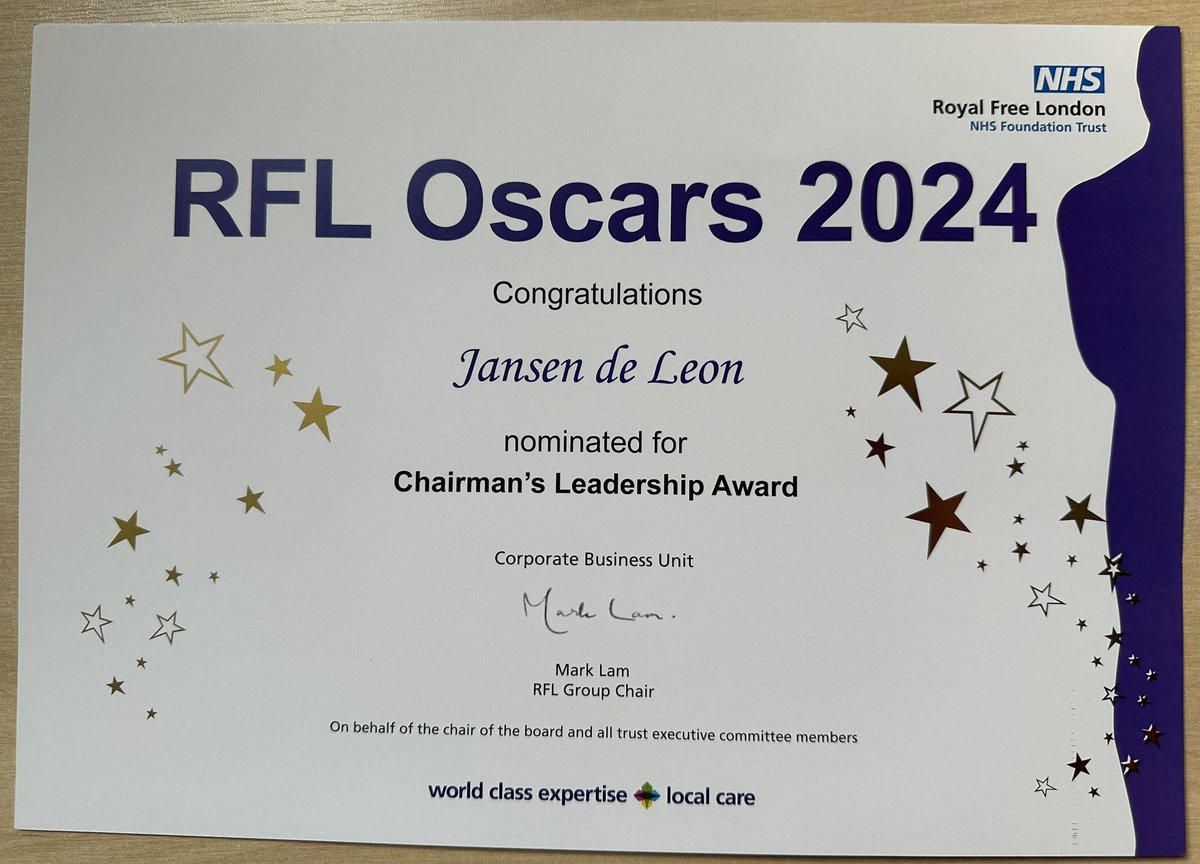 NHS
Royal Free London
NHS Foundation Trust
RFL Oscars 2024
Congratulations
Jansen de Leon
nominated for
Chairman’s Leadership Award
Corporate Business Unit
Mark Lam.
Mark Lam
RFL Group Chair
On behalf of the chair of the board and all trust executive committee members
world class expertise local care